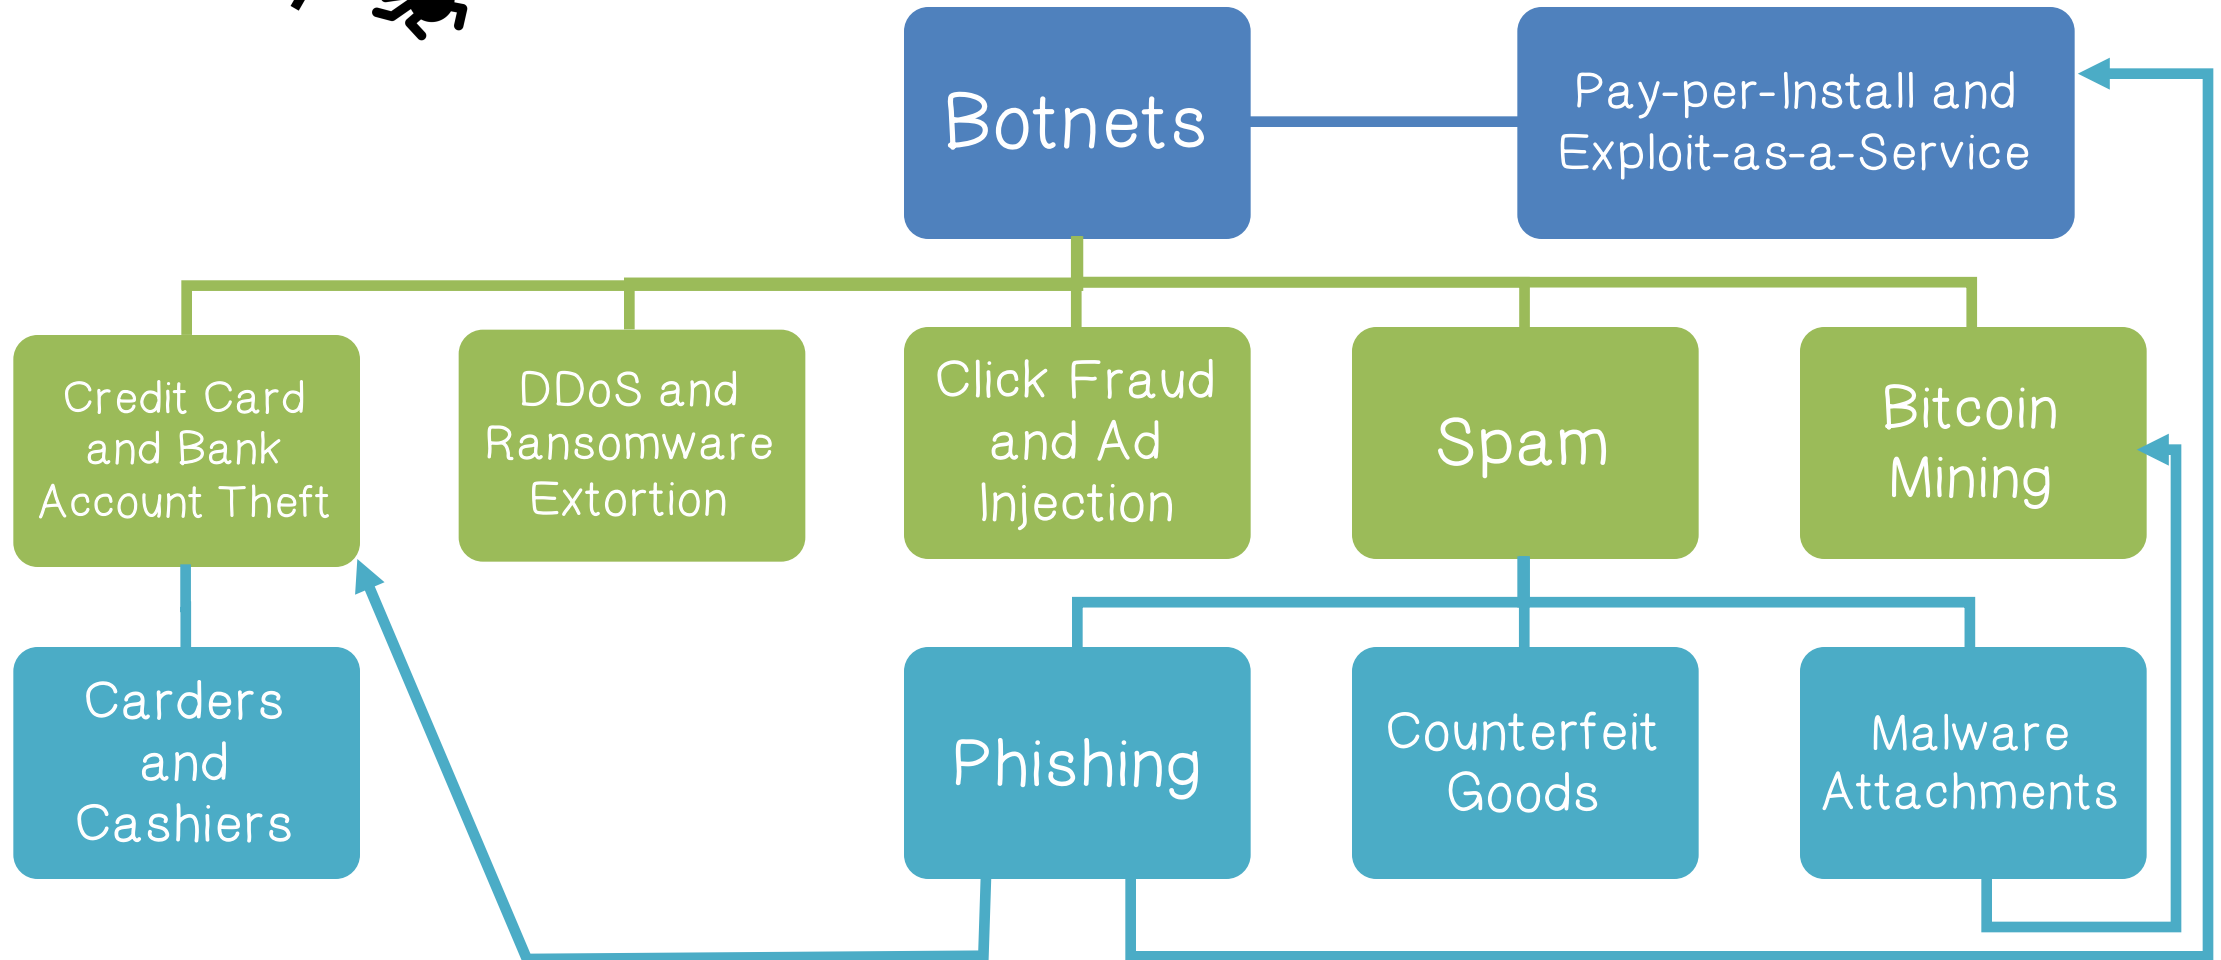 Botnets
Pay-per-Install and
Exploit-as-a-Service
Credit Card
and Bank
Account Theft
DDoS and
Ransomware
Extortion
Click Fraud
and Ad
Injection
Spam
Bitcoin
Mining
Carders
and
Cashiers
Phishing
Counterfeit
Goods
Malware
Attachments